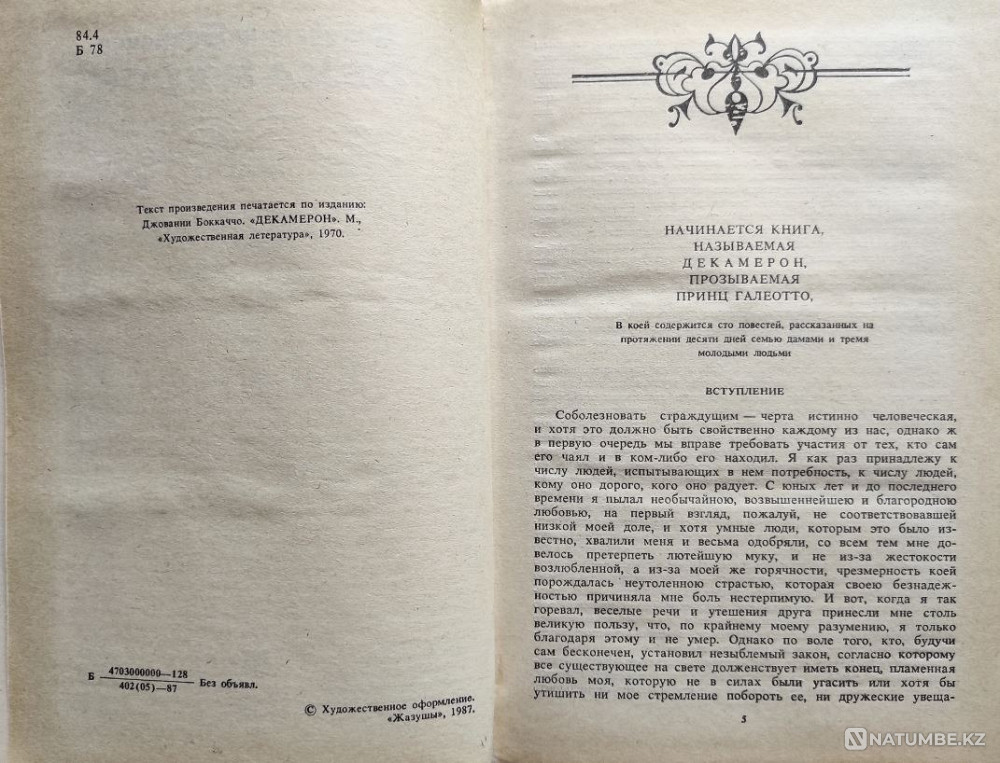 84.4
Б 78
Текст произведения печатается по изданию:
Джованни Боккаччо. «ДЕКАМЕРОН». М.,
«Художественная литература», 1970.
Б 4703000000—128
402(05)—87
Без объявл.
© Художественное оформление.
«Жазушы», 1987.
НАЧИНАЕТСЯ КНИГА,
НАЗЫВАЕМАЯ
ДЕКАМЕРОН,
ПРОЗЫВАЕМАЯ
ПРИНЦ ГАЛЕОТТО,
В коей содержится сто повестей, рассказанных на
протяжении десяти дней семью дамами и тремя
молодыми людьми
ВСТУПЛЕНИЕ
Соболезновать страждущим — черта истинно человеческая,
и хотя это должно быть свойственно каждому из нас, однако ж
в первую очередь мы вправе требовать участия от тех, кто сам
его чаял и в ком-либо его находил. Я как раз принадлежу к
числу людей, испытывающих в нем потребность, к числу людей,
кому оно дорого, кого оно радует. С юных лет и до последнего
времени я пылал необычайною, возвышеннейшею и благородною
любовью, на первый взгляд, пожалуй, не соответствовавшей
низкой моей доле, и хотя умные люди, которым это было из-
вестно, хвалили меня и весьма одобряли, со всем тем мне до-
велось претерпеть лютейшую муку, и не из-за жестокости
возлюбленной, а из-за моей же горячности, чрезмерность коей
порождалась неутоленною страстью, которая своею безнадеж-
ностью причиняла мне боль нестерпимую. И вот, когда я так
горевал, веселые речи и утешения друга принесли мне столь
великую пользу, что, по крайнему моему разумению, я только
благодаря этому и не умер. Однако по воле того, кто, будучи
сам бесконечен, установил незыблемый закон, согласно которому
все существующее на свете долженствует иметь конец, пламенная
любовь моя, которую не в силах были угасить или хотя бы
утишить ни мое стремление побороть ее, ни дружеские увеща-
5
NATUMBE.KZ